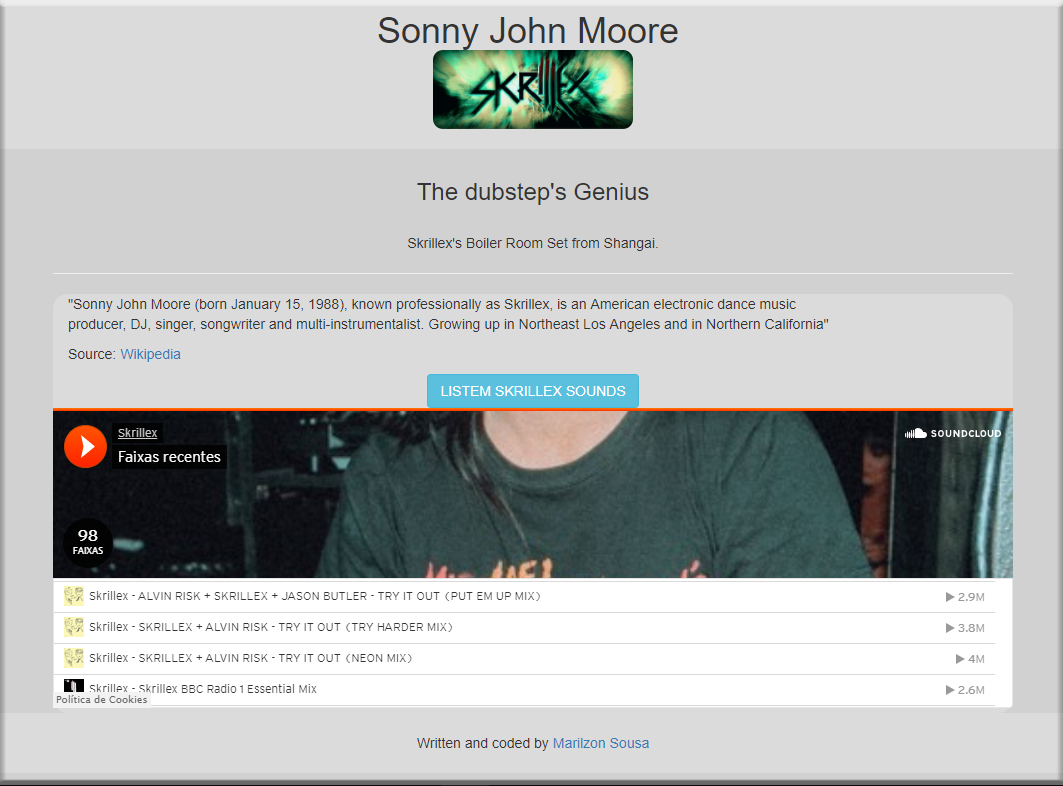 Sonny John Moore
SKRILLEX
The dubstep's Genius
Skrillex's Boiler Room Set from Shangai.
"Sonny John Moore (born January 15, 1988), known professionally as Skrillex, is an American electronic dance music
producer, DJ, singer, songwriter and multi-instrumentalist. Growing up in Northeast Los Angeles and in Northern California"
Source: Wikipedia
LISTEM SKRILLEX SOUNDS
Skrillex
Faixas recentes
SOUNDCLOUD
98
FAIXAS
Skrillex - ALVIN RISK + SKRILLEX + JASON BUTLER - TRY IT OUT (PUT EM UP MIX) 2.9M
Skrillex - SKRILLEX + ALVIN RISK - TRY IT OUT (TRY HARDER MIX) 3.8M
Skrillex - SKRILLEX + ALVIN RISK - TRY IT OUT (NEON MIX) 4M
Skrillex - Skrillex BBC Radio 1 Essential Mix 2.6M
Política de Cookies
Written and coded by Marilzon Sousa